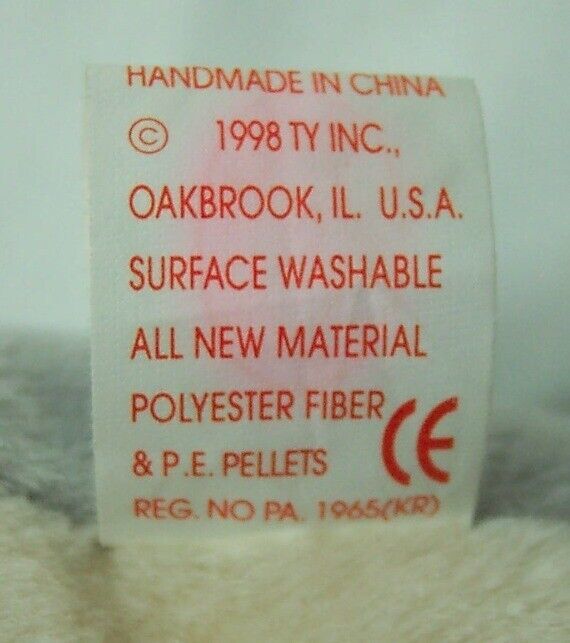 HANDMADE IN CHINA
© 1998 TY INC.,
OAKBROOK, IL. U.S.A.
SURFACE WASHABLE
ALL NEW MATERIAL
POLYESTER FIBER
& P.E. PELLETS CE
REG. NO PA. 1965(KR)